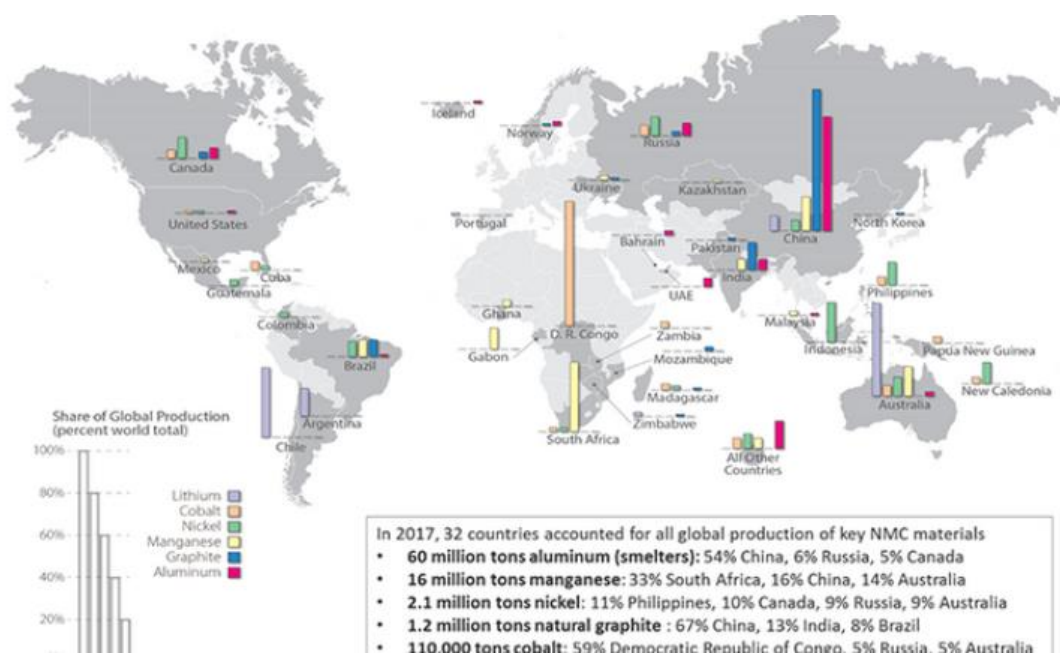 Iceland
Norway
Russia
Canada
Ukraine
Kazakhstan
United States
Portugal
China
North Korea
Bahrain
Pakistan
Mexico
Cuba
India
Guatemala
UAE
Philippines
Ghana
Colombia
Malaysia
D. R. Congo
Zambia
Indonesia
Gabon
Mozambique
Papua New Guinea
Brazil
Madagascar
New Caledonia
Australia
Share of Global Production
(percent world total)
Argentina
Zimbabwe
South Africa
Chile
All Other
Countries
100%
80%
60%
40%
20%
Lithium
Cobalt
Nickel
Manganese
Graphite
Aluminum
In 2017, 32 countries accounted for all global production of key NMC materials
• 60 million tons aluminum (smelters): 54% China, 6% Russia, 5% Canada
• 16 million tons manganese: 33% South Africa, 16% China, 14% Australia
• 2.1 million tons nickel: 11% Philippines, 10% Canada, 9% Russia, 9% Australia
• 1.2 million tons natural graphite : 67% China, 13% India, 8% Brazil
• 110,000 tons cobalt: 59% Democratic Republic of Congo, 5% Russia, 5% Australia